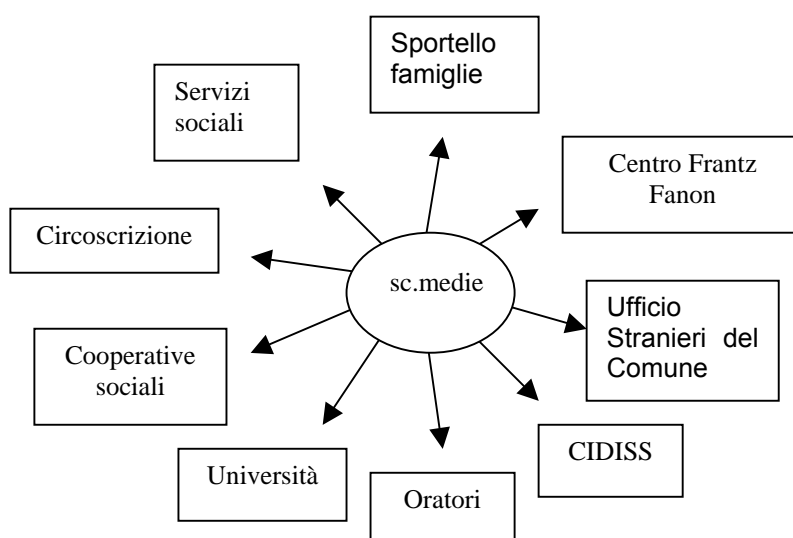 Sportello
famiglie
Servizi
sociali
Centro Frantz
Fanon
Circoscrizione
sc.medie
Ufficio
Stranieri del
Comune
Cooperative
sociali
CIDISS
Università
Oratori